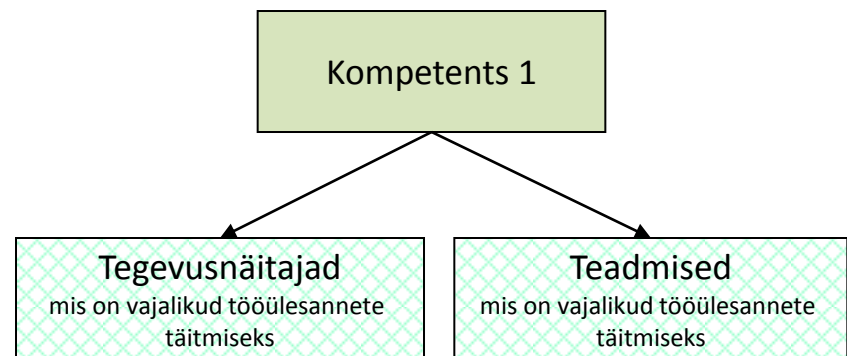 Kompetents 1
Tegevusnäitajad
mis on vajalikud tööülesannete
täitmiseks
Teadmised
mis on vajalikud tööülesannete
täitmiseks